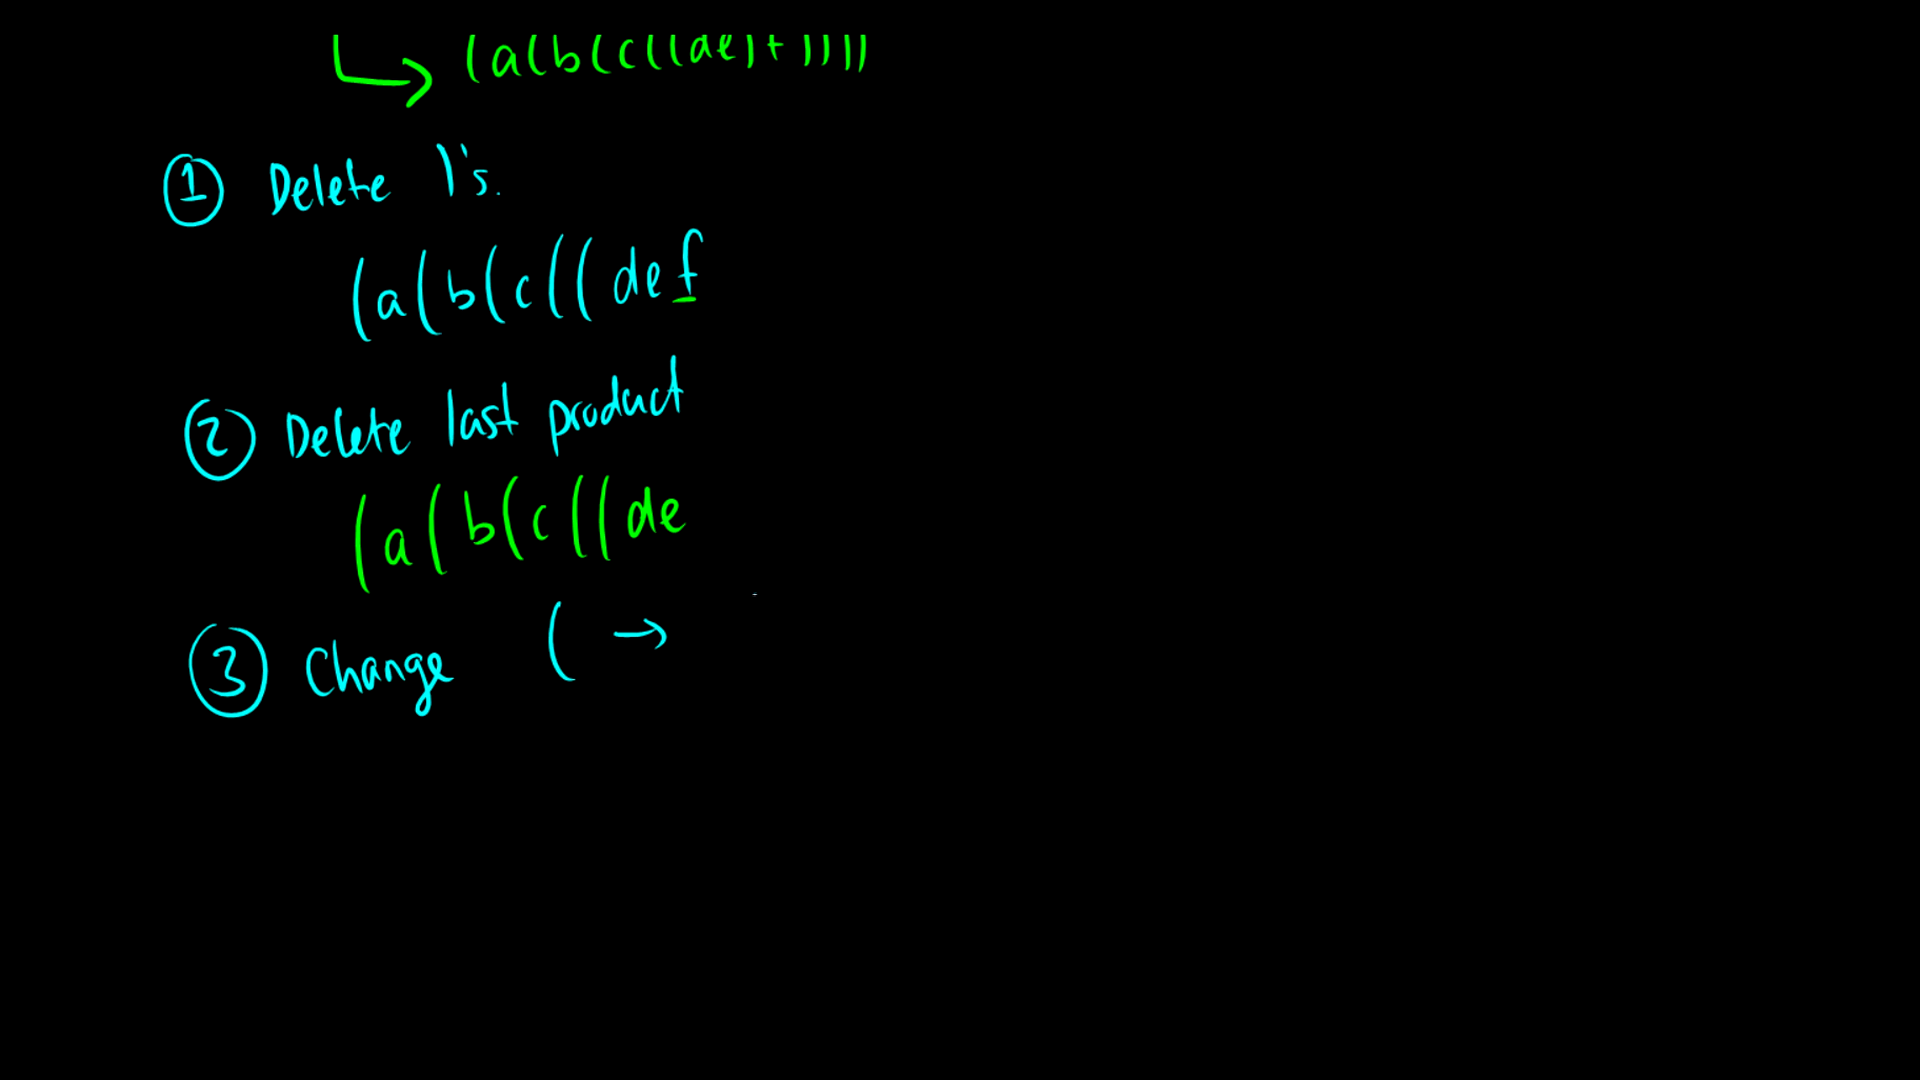 (a(b(c((de)f))))
① Delete )'s.
(a(b(c((def
② Delete last product
(a(b(c((de
③ Change ( →